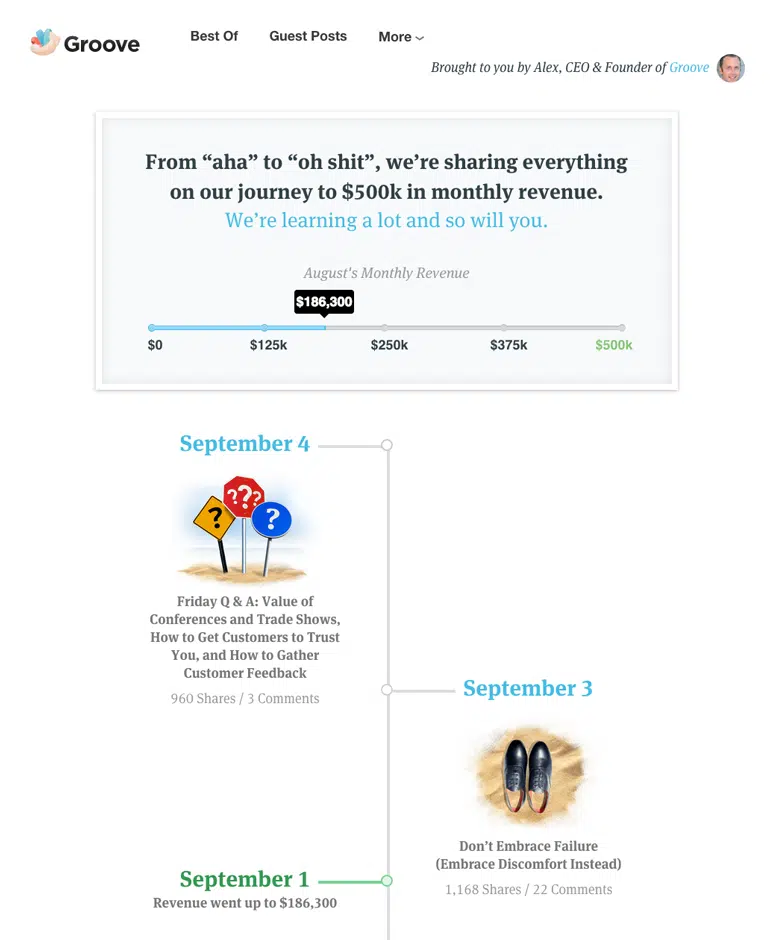 Groove
Best Of
Guest Posts
More
Brought to you by Alex, CEO & Founder of Groove
From “aha” to “oh shit”, we’re sharing everything
on our journey to $500k in monthly revenue.
We’re learning a lot and so will you.
August's Monthly Revenue
$186,300
$0
$125k
$250k
$375k
$500k
September 4
???
?
?
Friday Q & A: Value of
Conferences and Trade Shows,
How to Get Customers to Trust
You, and How to Gather
Customer Feedback
960 Shares / 3 Comments
September 3
Don’t Embrace Failure
(Embrace Discomfort Instead)
1,168 Shares / 22 Comments
September 1
Revenue went up to $186,300